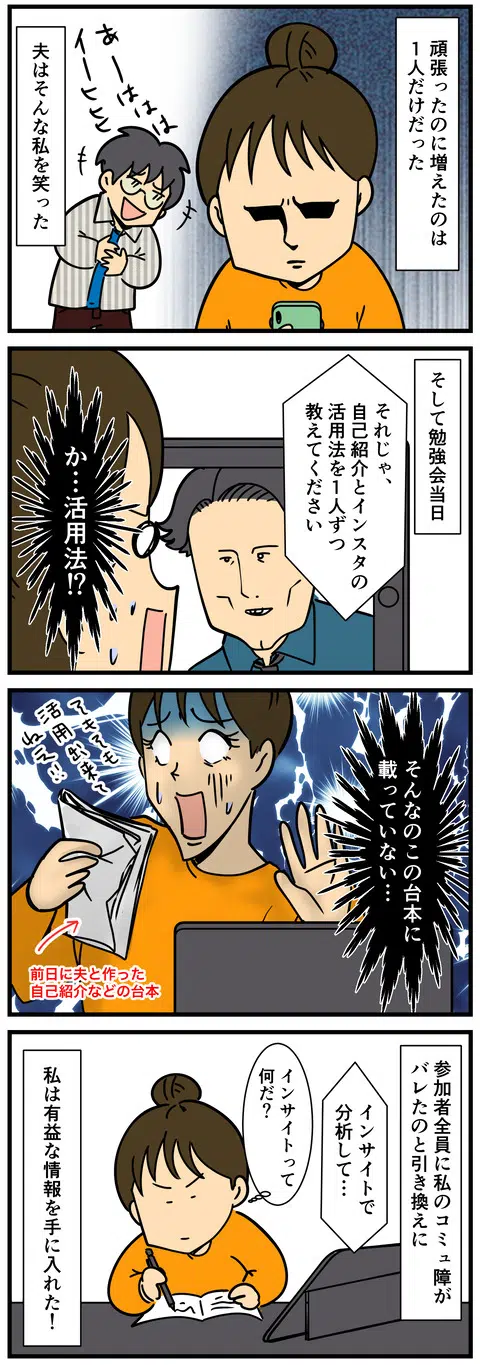 頑張ったのに増えたのは
1人だけだった
あーははは
イーヒヒヒ
夫はそんな私を笑った
そして勉強会当日
それじゃ、
自己紹介とインスタの
活用法を1人ずつ
教えてください
か…活用法!?
そんなのこの台本に
載っていない…
そもそも
活用出来て
ねえ!!
前日に夫と作った
自己紹介などの台本
参加者全員に私のコミュ障が
バレたのと引き換えに
インサイトで
分析して…
インサイトって
何だ?
私は有益な情報を手に入れた!